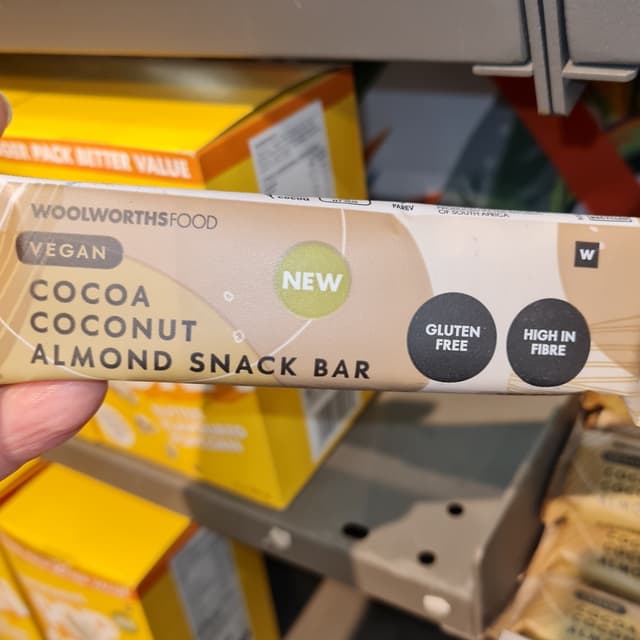 PACK BETTER VALUE
PAREV
OF SOUTH AFRICA
WOOLWORTHSFOOD
VEGAN
NEW
W
COCOA
COCONUT
ALMOND SNACK BAR
GLUTEN
FREE
HIGH IN
FIBRE